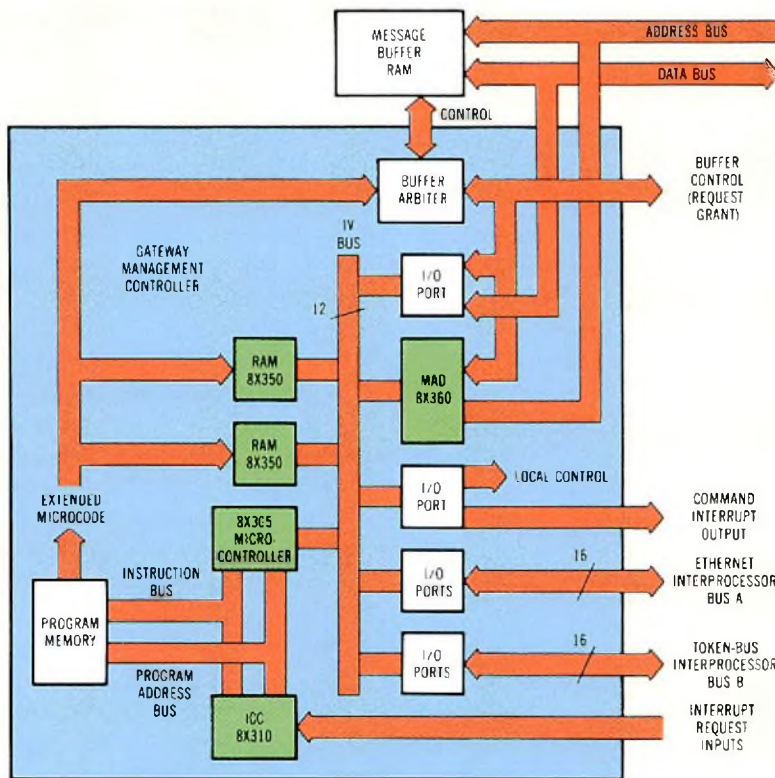 MESSAGE
BUFFER
RAM
ADDRESS BUS
DATA BUS
CONTROL
BUFFER
ARBITER
BUFFER
CONTROL
(REQUEST
GRANT)
IV
BUS
GATEWAY
MANAGEMENT
CONTROLLER
I/O
PORT
12
RAM
8X350
MAD
8X360
RAM
8X350
LOCAL CONTROL
I/O
PORT
EXTENDED
MICROCODE
8X305
MICRO-
CONTROLLER
COMMAND
INTERRUPT
OUTPUT
INSTRUCTION
BUS
16
I/O
PORTS
ETHERNET
INTERPROCESSOR
BUS A
PROGRAM
MEMORY
16
I/O
PORTS
TOKEN-BUS
INTERPROCESSOR
BUS B
PROGRAM
ADDRESS
BUS
ICC
8X310
INTERRUPT
REQUEST
INPUTS